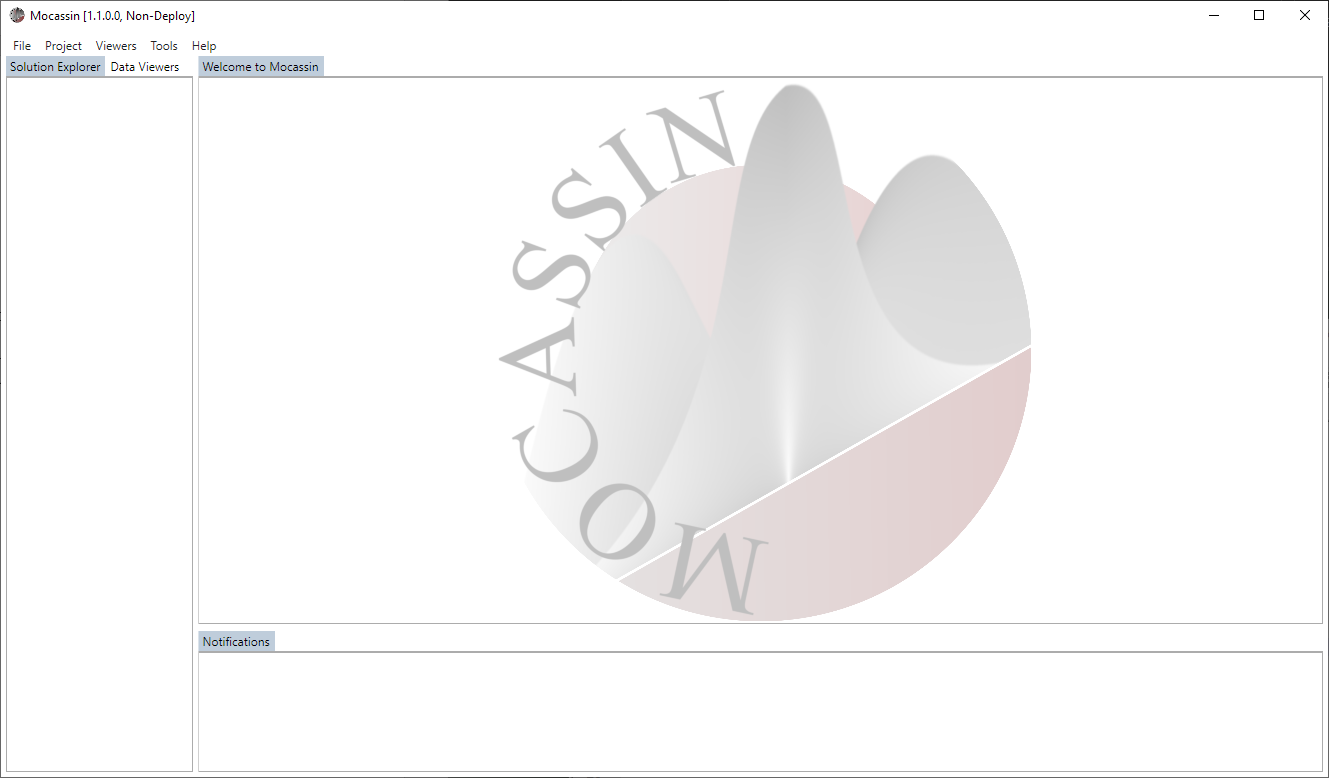 Mocassin [1.1.0.0, Non-Deploy]
File Project Viewers Tools Help
Solution Explorer Data Viewers Welcome to Mocassin
MOCASSIN
Notifications